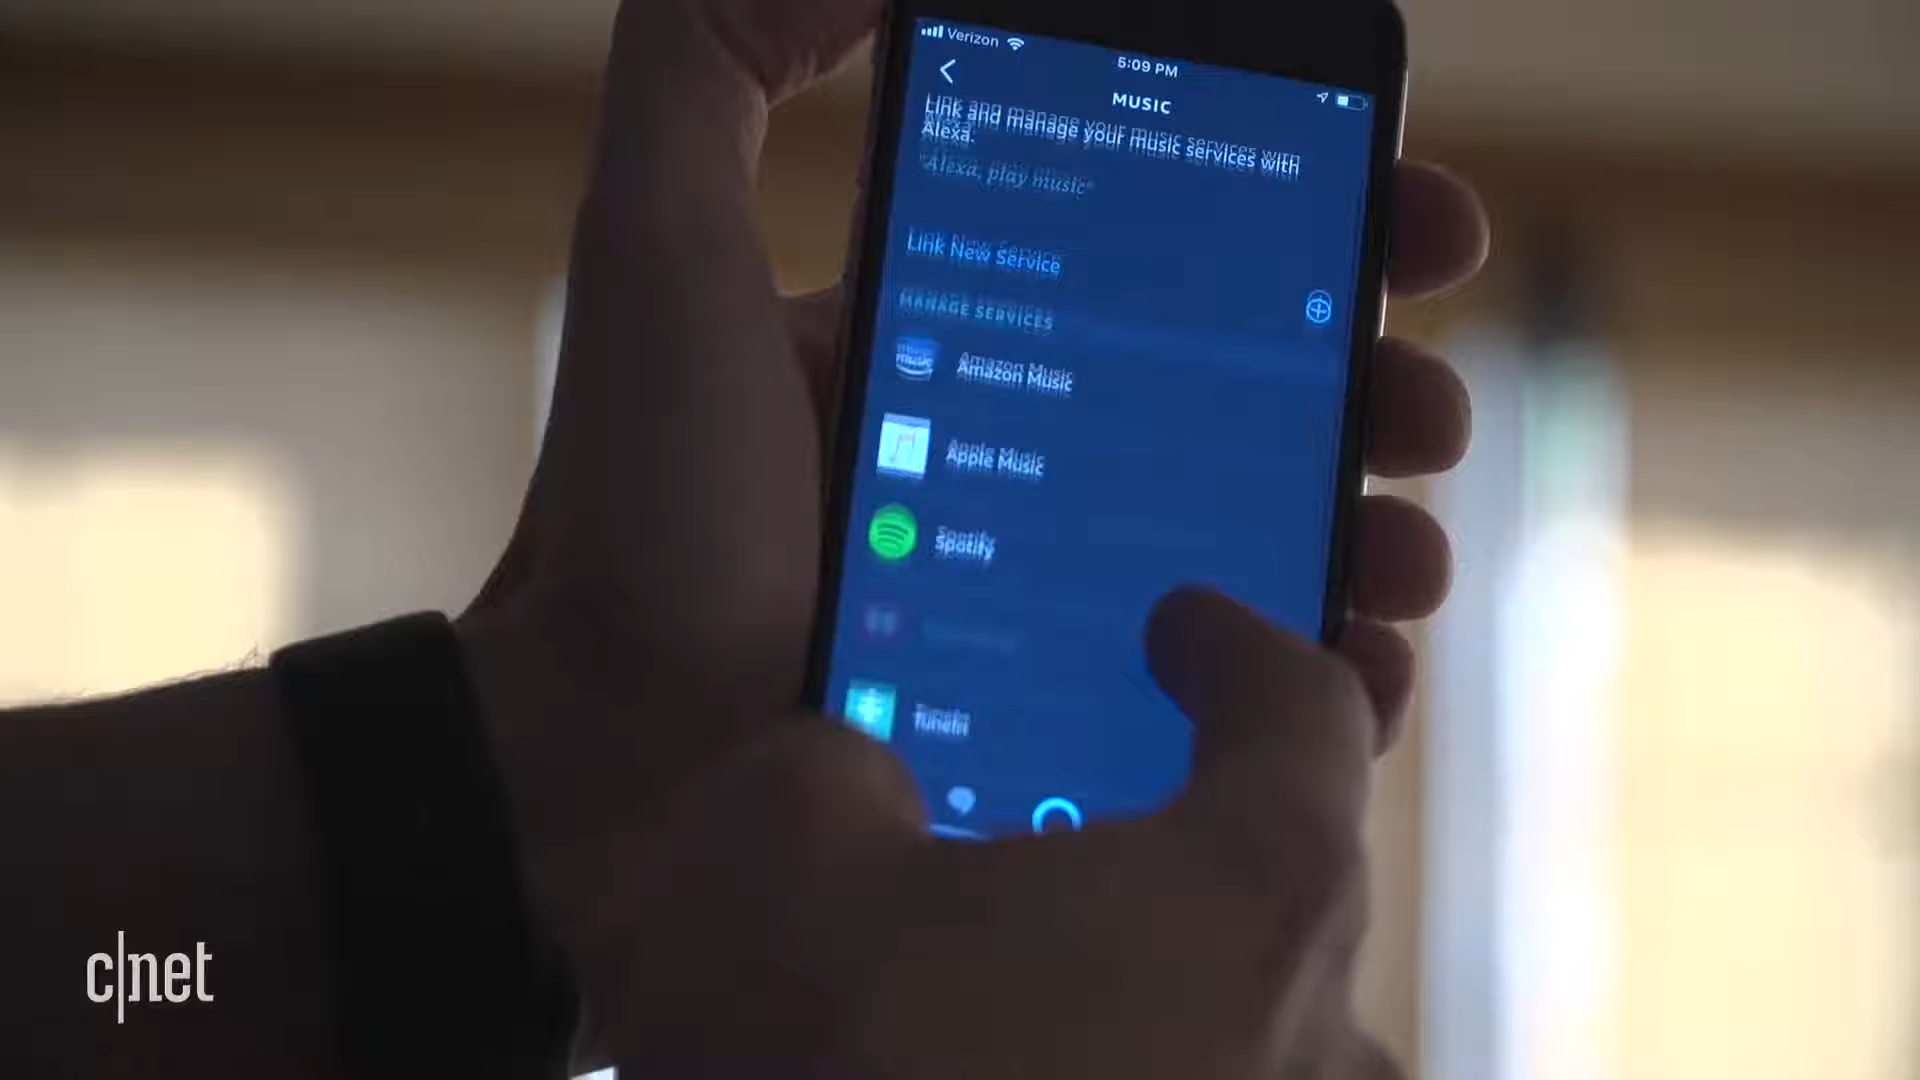 Verizon
5:09 PM
MUSIC
Link and manage your music services with
Alexa.
"Alexa, play music"
Link New Service
MANAGE SERVICES
music
Amazon Music
Apple Music
Spotify
TuneIn
c|net